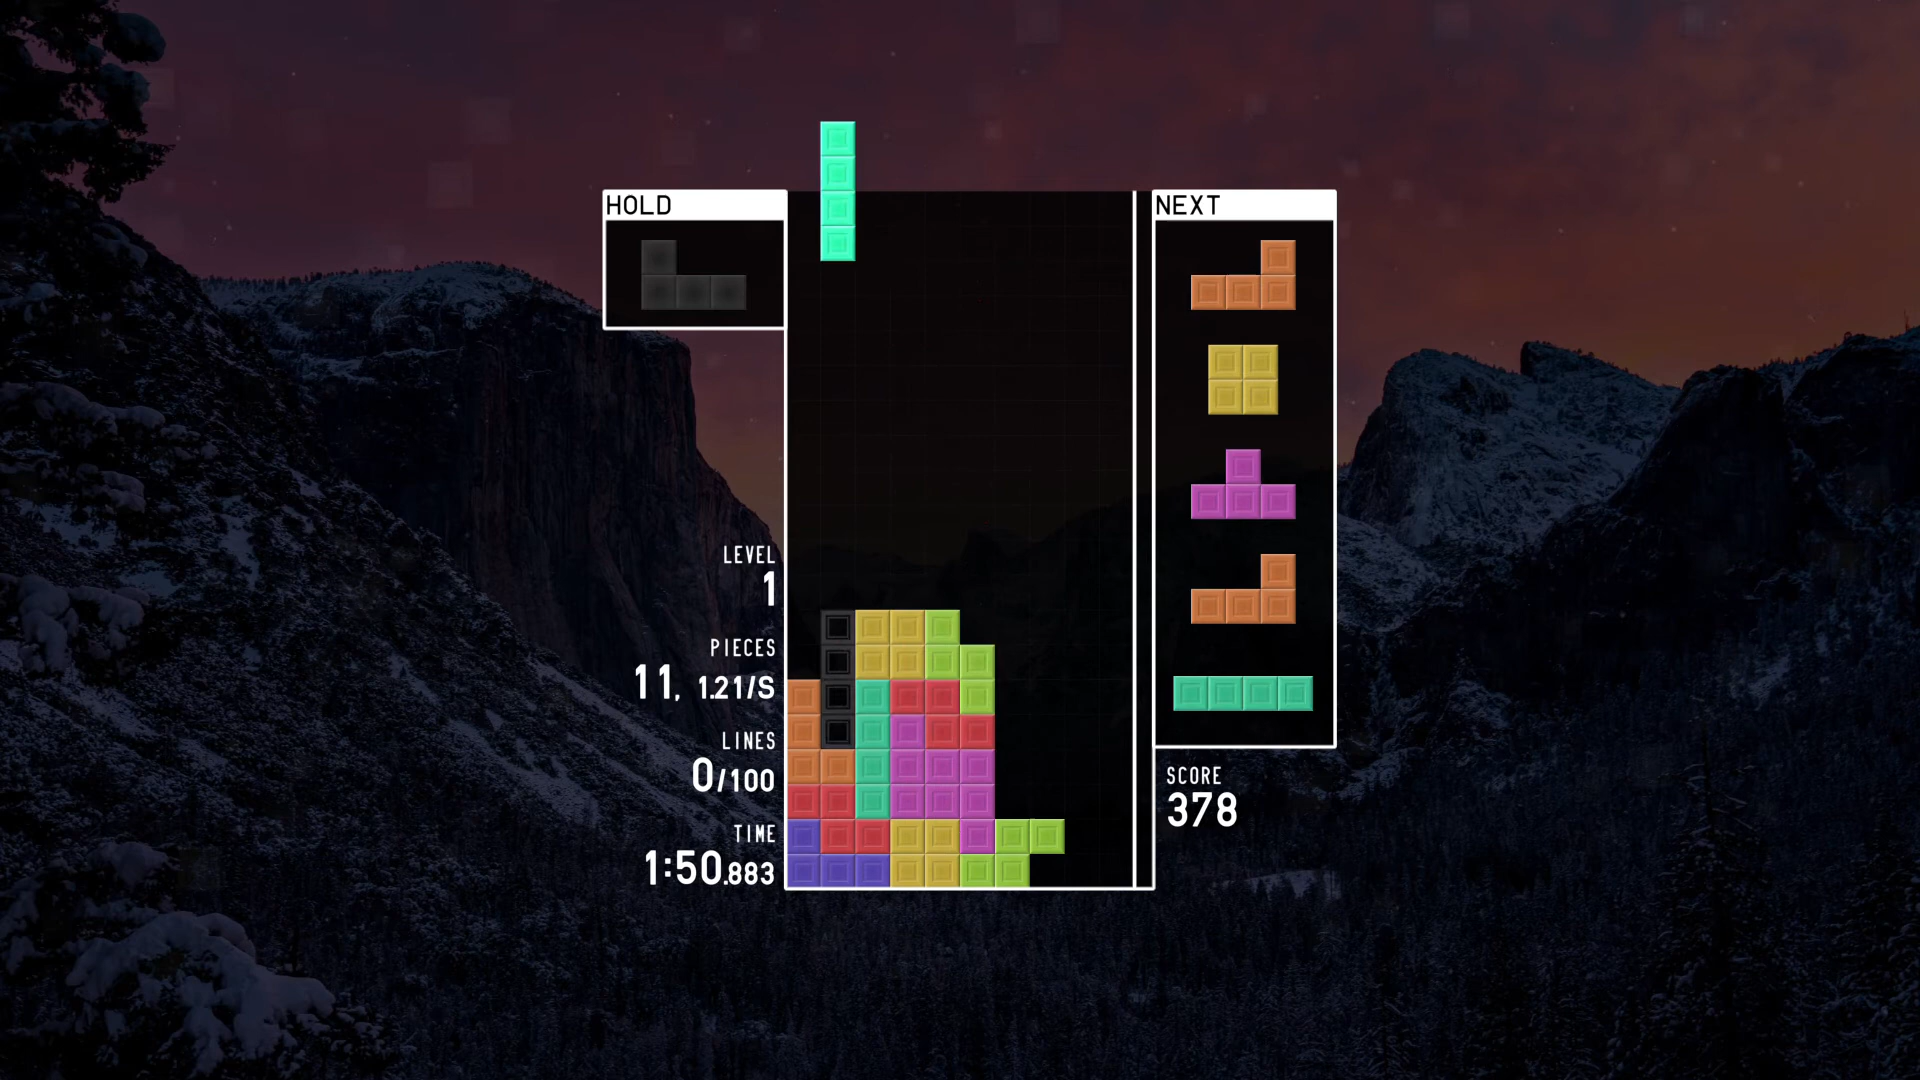 HOLD
NEXT
LEVEL
1
PIECES
11, 1.21/S
LINES
0/100
TIME
1:50.883
SCORE
378